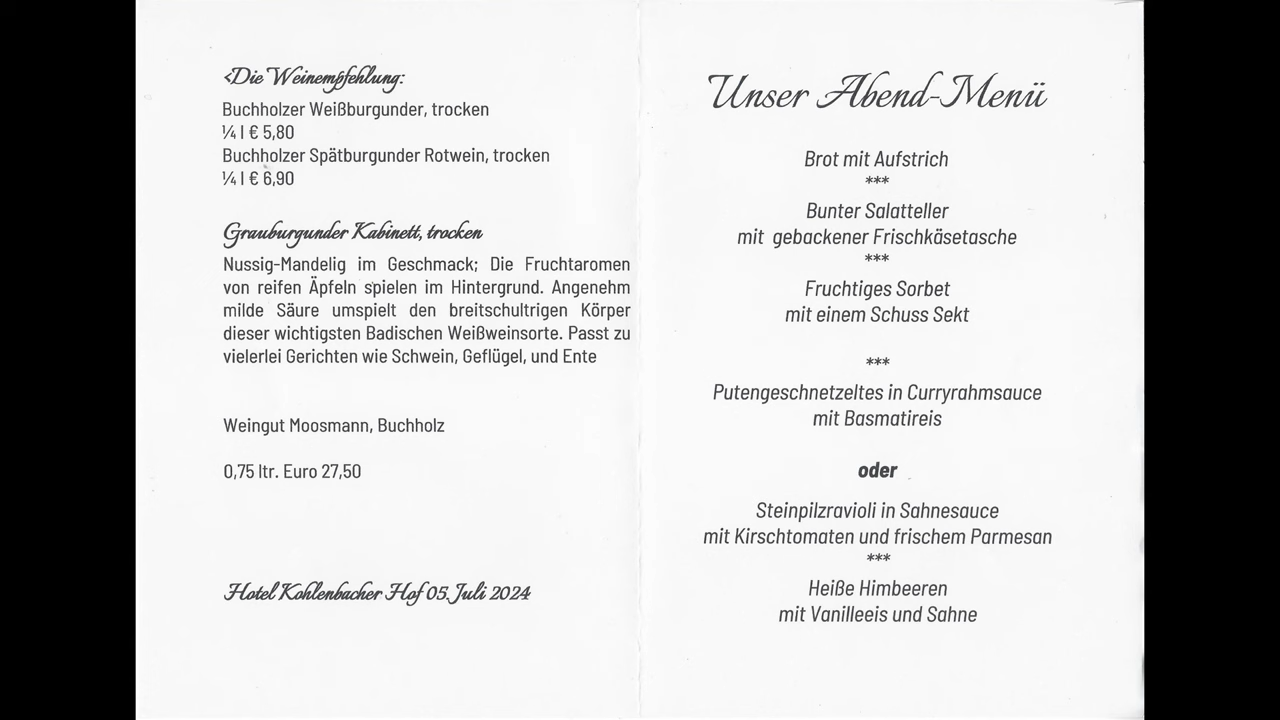 <Die Weinempfehlung:
Buchholzer Weißburgunder, trocken
¼ l € 5,80
Buchholzer Spätburgunder Rotwein, trocken
¼ l € 6,90
Grauburgunder Kabinett, trocken
Nussig-Mandelig im Geschmack; Die Fruchtaromen
von reifen Äpfeln spielen im Hintergrund. Angenehm
milde Säure umspielt den breitschultrigen Körper
dieser wichtigsten Badischen Weißweinsorte. Passt zu
vielerlei Gerichten wie Schwein, Geflügel, und Ente
Weingut Moosmann, Buchholz
0,75 ltr. Euro 27,50
Hotel Kohlenbacher Hof 05. Juli 2024
Unser Abend-Menü
Brot mit Aufstrich
***
Bunter Salatteller
mit gebackener Frischkäsetasche
***
Fruchtiges Sorbet
mit einem Schuss Sekt
***
Putengeschnetzeltes in Curryrahmsauce
mit Basmatireis
oder
Steinpilzravioli in Sahnesauce
mit Kirschtomaten und frischem Parmesan
***
Heiße Himbeeren
mit Vanilleeis und Sahne